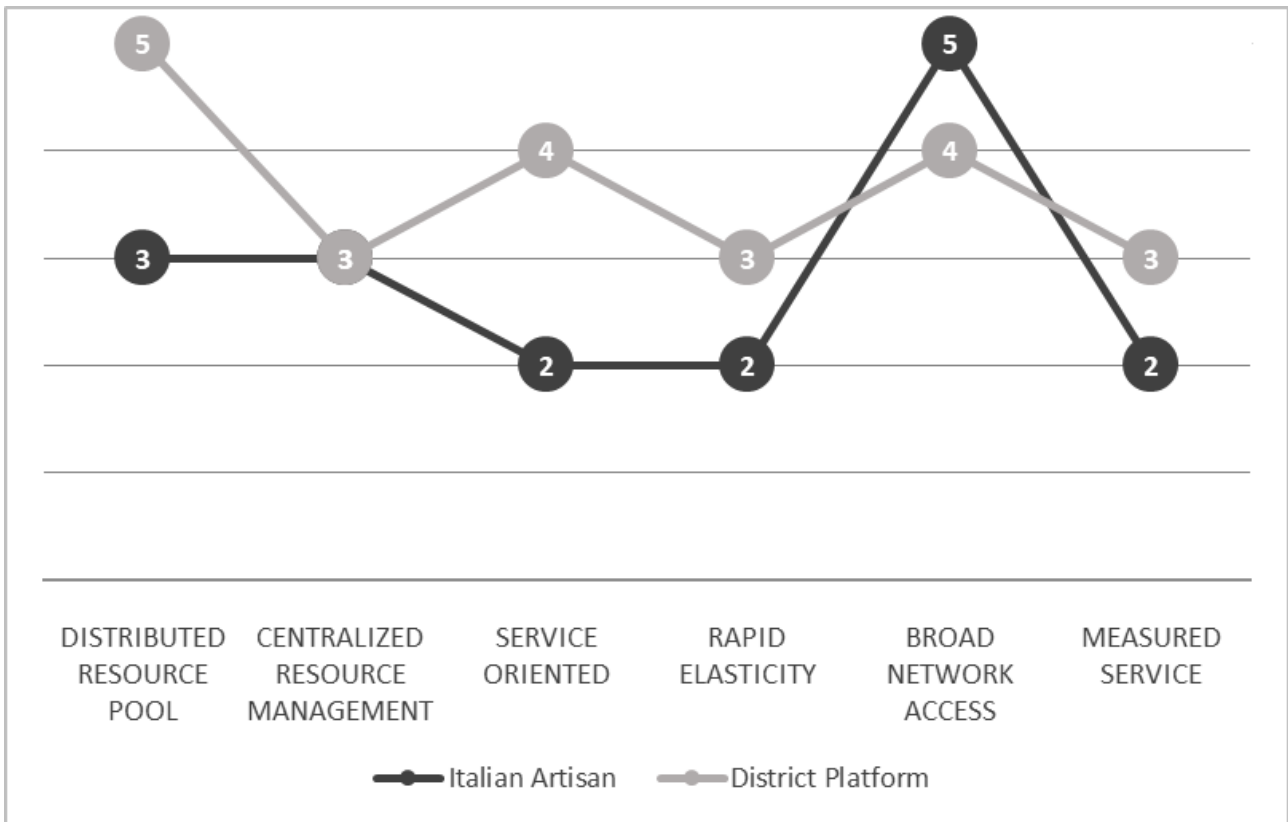 5
5
4
4
3
3
3
3
2
2
2
DISTRIBUTED
RESOURCE
POOL
CENTRALIZED
RESOURCE
MANAGEMENT
SERVICE
ORIENTED
RAPID
ELASTICITY
BROAD
NETWORK
ACCESS
MEASURED
SERVICE
Italian Artisan
District Platform